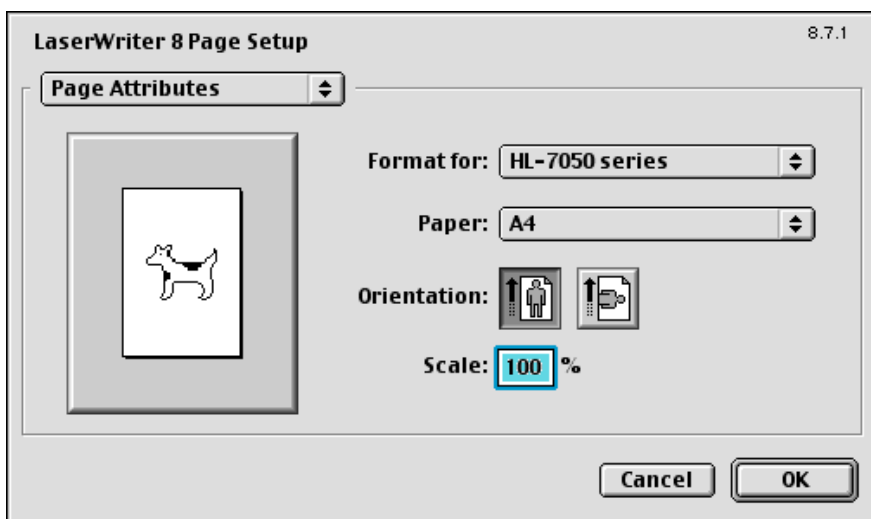 LaserWriter 8 Page Setup
8.7.1
Page Attributes
Format for: HL-7050 series
Paper: A4
Orientation:
Scale: 100 %
Cancel OK